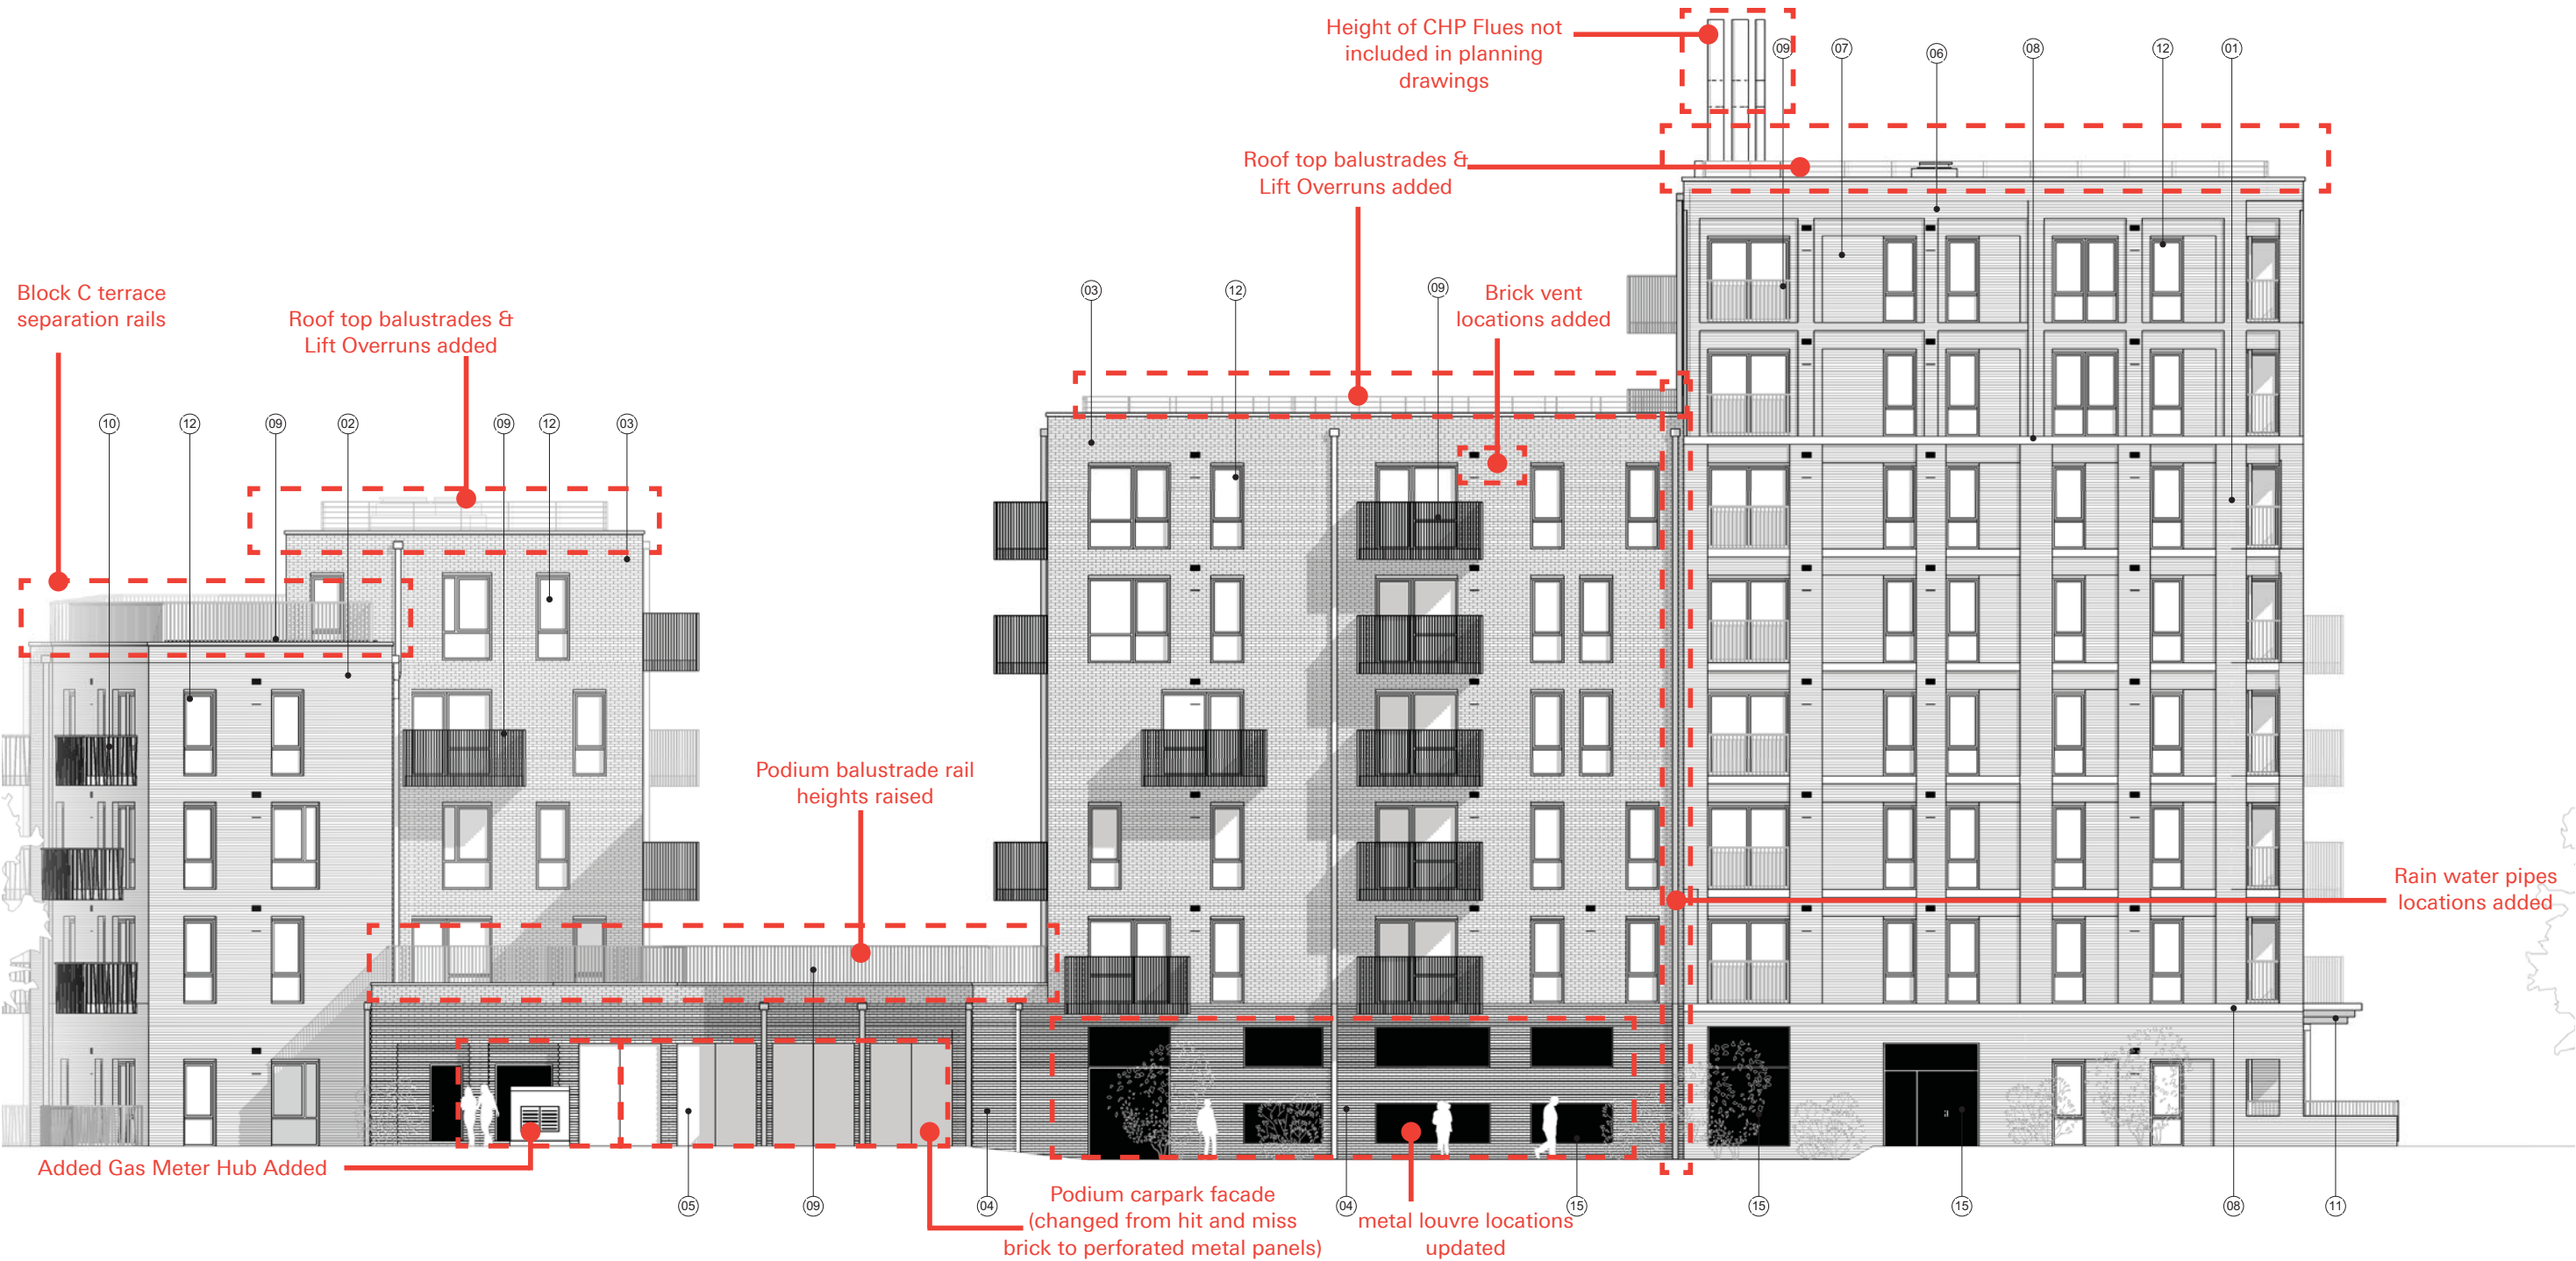 Height of CHP Flues not
included in planning
drawings
09
07
06
08
12
01
Roof top balustrades &
Lift Overruns added
Block C terrace
separation rails
Roof top balustrades &
Lift Overruns added
03
12
09
Brick vent
locations added
10
12
09
02
09
12
03
Podium balustrade rail
heights raised
Rain water pipes
locations added
Added Gas Meter Hub Added
05
09
04
Podium carpark facade
(changed from hit and miss
brick to perforated metal panels)
04
metal louvre locations
updated
15
15
15
08
11